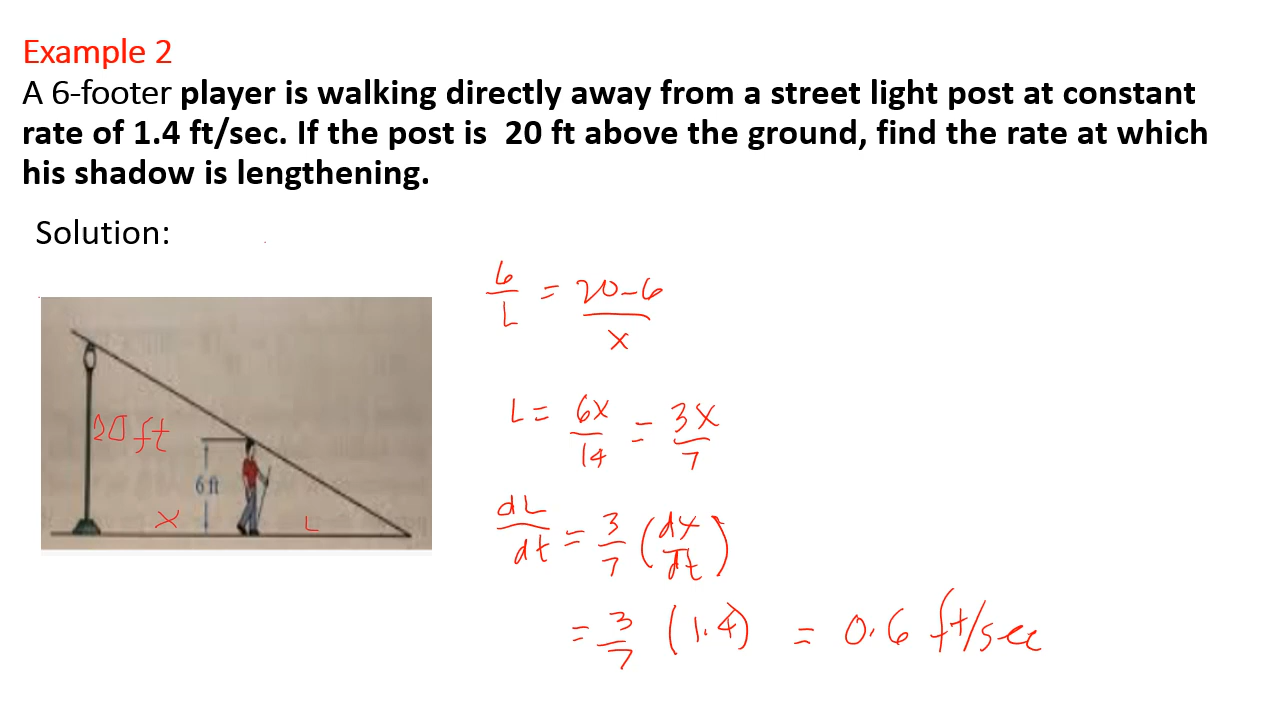 Example 2
A 6-footer player is walking directly away from a street light post at constant
rate of 1.4 ft/sec. If the post is 20 ft above the ground, find the rate at which
his shadow is lengthening.
Solution:
6/L = 20-6/x
20 ft
6 ft
x L
L = 6x/14 = 3x/7
dL/dt = 3/7 (dx/dt)
= 3/7 (1.4) = 0.6 ft/sec